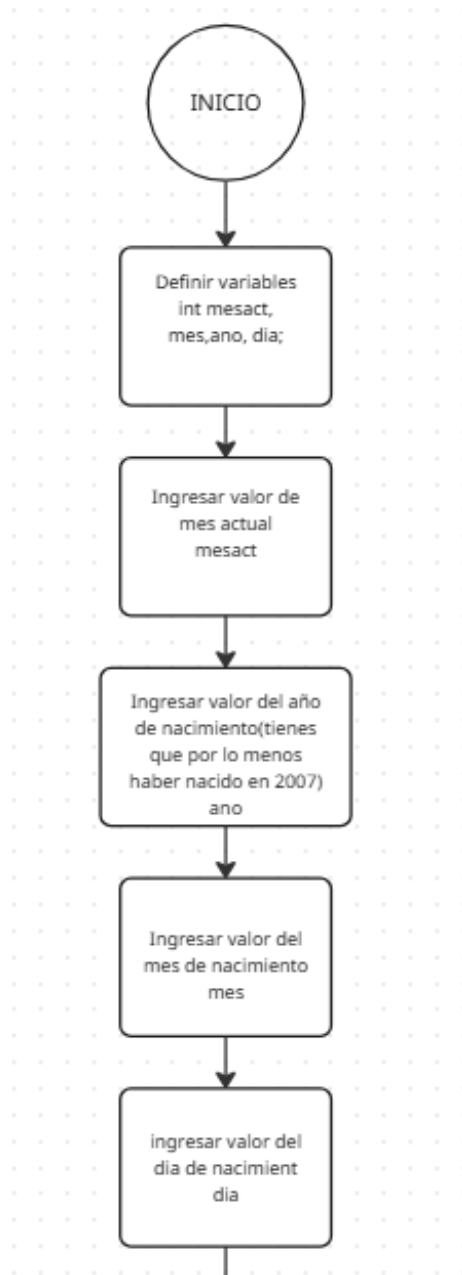 INICIO
Definir variables
int mesact,
mes,ano, dia;
Ingresar valor de
mes actual
mesact
Ingresar valor del año
de nacimiento(tienes
que por lo menos
haber nacido en 2007)
ano
Ingresar valor del
mes de nacimiento
mes
ingresar valor del
dia de nacimient
dia